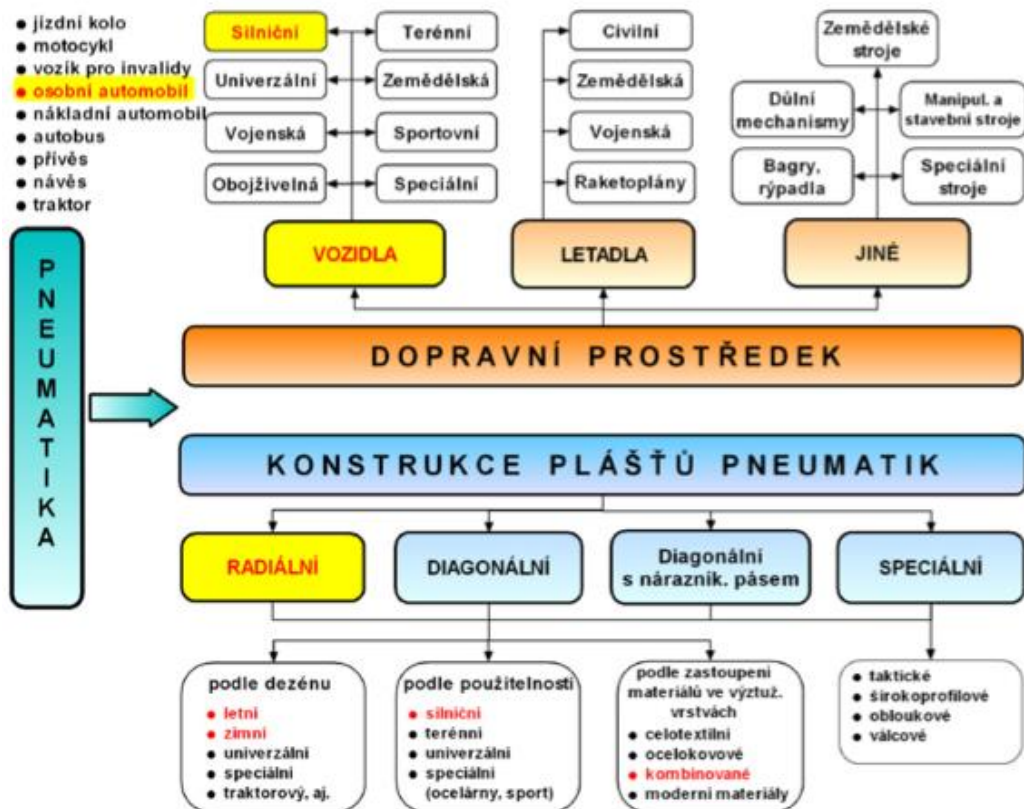 ● jízdní kolo
● motocykl
● vozík pro invalidy
● osobní automobil
● nákladní automobil
● autobus
● přívěs
● návěs
● traktor
Silniční
Terénní
Univerzální
Zemědělská
Vojenská
Sportovní
Obojživelná
Speciální
VOZIDLA
Civilní
Zemědělská
Vojenská
Raketoplány
LETADLA
Zemědělské
stroje
Důlní
mechanismy
Manipul. a
stavební stroje
Bagry,
rýpadla
Speciální
stroje
JINÉ
PNEUMATIKA
DOPRAVNÍ PROSTŘEDEK
KONSTRUKCE PLÁŠŤŮ PNEUMATIK
RADIÁLNÍ
DIAGONÁLNÍ
Diagonální
s nárazník. pásem
SPECIÁLNÍ
podle dezénu
● letní
● zimní
● univerzální
● speciální
● traktorový, aj.
podle použitelností
● silniční
● terénní
● univerzální
● speciální
(ocelárny, sport)
podle zastoupení
materiálů ve výztuž.
vrstvách
● celotextilní
● ocelokovové
● kombinované
● moderní materiály
● taktické
● širokoprofilové
● obloukové
● válcové